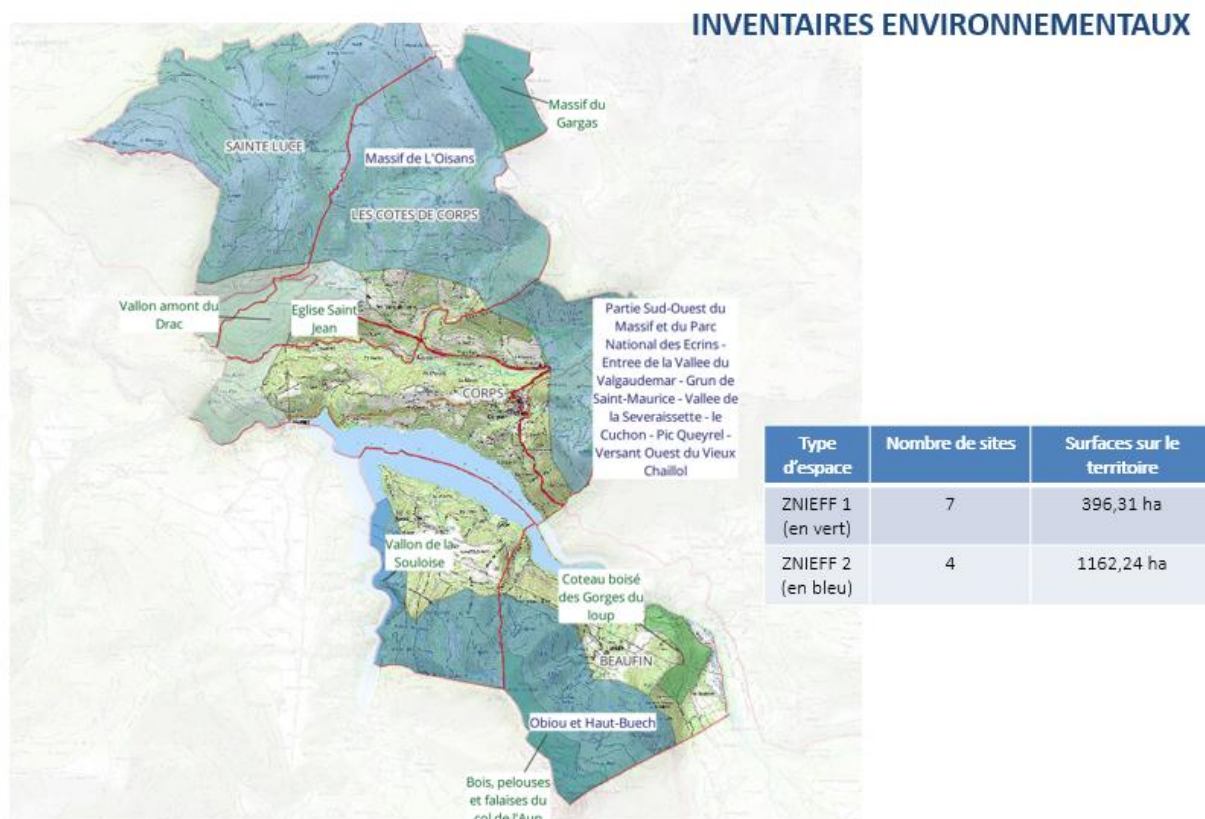 INVENTAIRES ENVIRONNEMENTAUX
Massif du
Gargas
SAINTE LUCE
Massif de L'Oisans
LES COTES DE CORPS
Vallon amont du
Drac
Eglise Saint
Jean
Partie Sud-Ouest du
Massif et du Parc
National des Ecrins -
Entree de la Vallee du
Valgaudemar - Grun de
Saint-Maurice - Vallee de
la Severaissette - le
Cuchon - Pic Queyrel -
Versant Ouest du Vieux
Chaillol
CORPS
Type
d'espace
Nombre de sites
Surfaces sur le
territoire
ZNIEFF 1
(en vert)
7
396,31 ha
ZNIEFF 2
(en bleu)
4
1162,24 ha
Vallon de la
Souloise
Coteau boisé
des Gorges du
loup
BEAUFIN
Obiou et Haut-Buech
Bois, pelouses
et falaises du
col de l'Aup